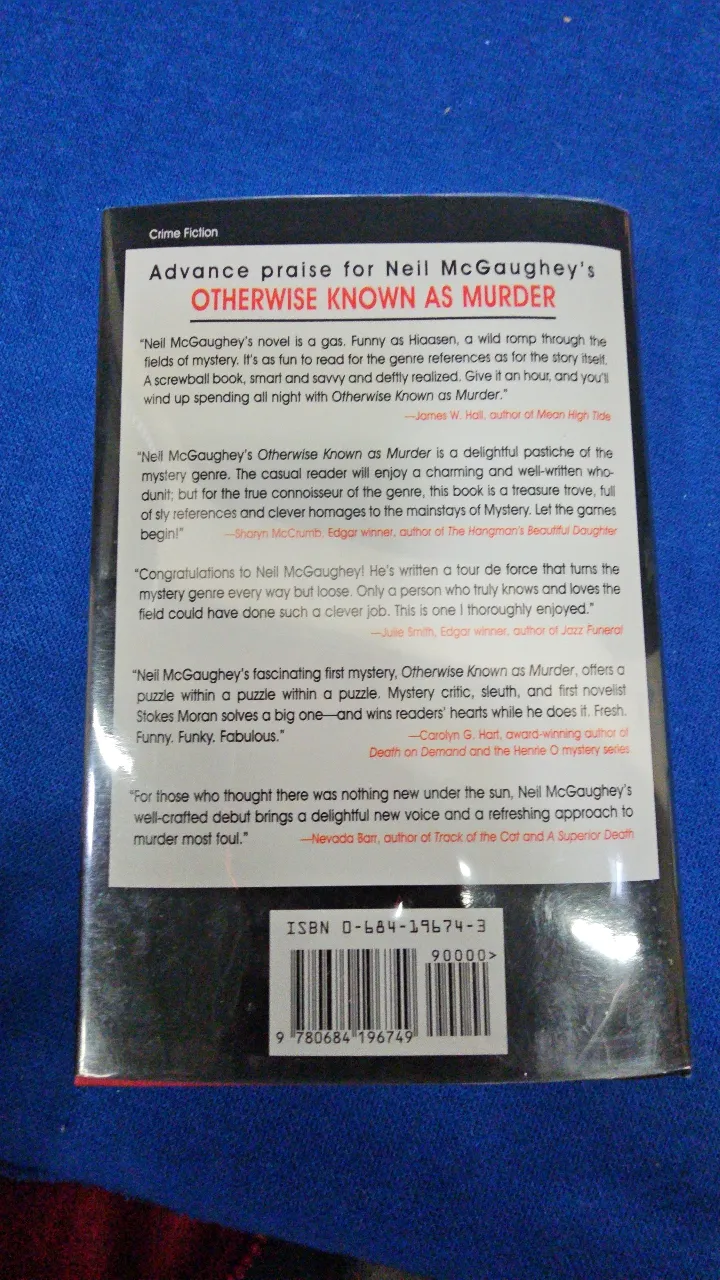 Crime Fiction
Advance praise for Neil McGaughey's
OTHERWISE KNOWN AS MURDER
"Neil McGaughey's novel is a gas. Funny as Hiaasen, a wild romp through the
fields of mystery. It's as fun to read for the genre references as for the story itself.
A screwball book, smart and savvy and deftly realized. Give it an hour, and you'll
wind up spending all night with Otherwise Known as Murder."
—James W. Hall, author of Mean High Tide
"Neil McGaughey's Otherwise Known as Murder is a delightful pastiche of the
mystery genre. The casual reader will enjoy a charming and well-written who-
dunit; but for the true connoisseur of the genre, this book is a treasure trove, full
of sly references and clever homages to the mainstays of Mystery. Let the games
begin!" —Sharyn McCrumb, Edgar winner, author of The Hangman's Beautiful Daughter
"Congratulations to Neil McGaughey! He's written a tour de force that turns the
mystery genre every way but loose. Only a person who truly knows and loves the
field could have done such a clever job. This is one I thoroughly enjoyed."
—Julie Smith, Edgar winner, author of Jazz Funeral
"Neil McGaughey's fascinating first mystery, Otherwise Known as Murder, offers a
puzzle within a puzzle within a puzzle. Mystery critic, sleuth, and first novelist
Stokes Moran solves a big one—and wins readers' hearts while he does it. Fresh.
Funny. Funky. Fabulous." —Carolyn G. Hart, award-winning author of
Death on Demand and the Henrie O mystery series
"For those who thought there was nothing new under the sun, Neil McGaughey's
well-crafted debut brings a delightful new voice and a refreshing approach to
murder most foul." —Nevada Barr, author of Track of the Cat and A Superior Death
ISBN 0-684-19674-3
90000>
9 780684 196749